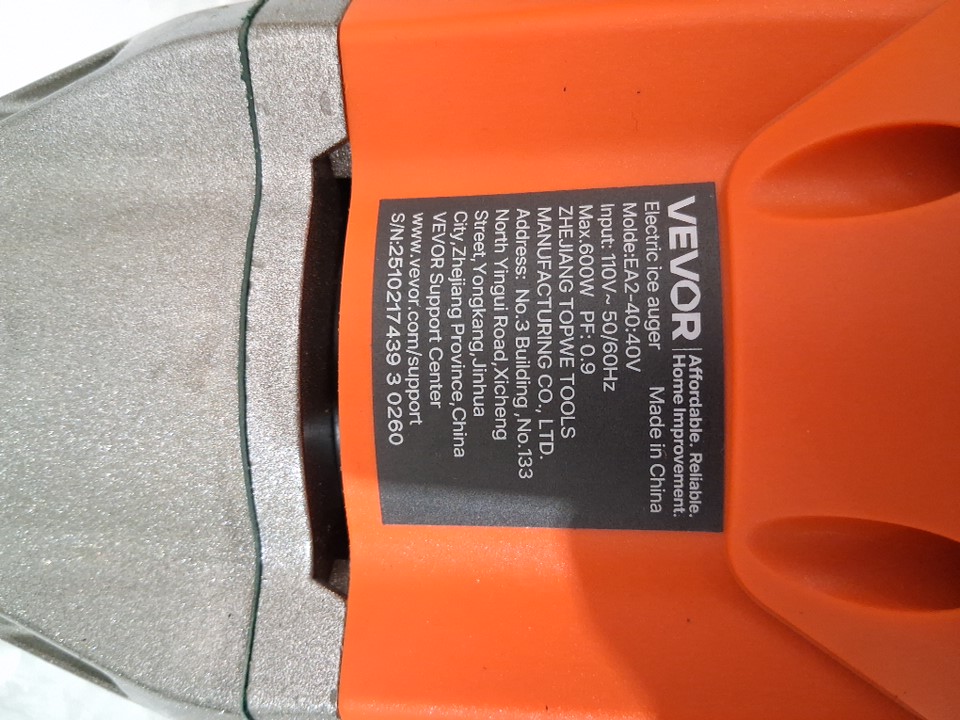 VEVOR
Affordable. Reliable.
Home Improvement.
Electric ice auger Made in China
Molde:EA2-40:40V
Input: 110V~ 50/60Hz
Max.600W PF: 0.9
ZHEJIANG TOPWE TOOLS
MANUFACTURING CO., LTD.
Address: No.3 Building ,No.133
North Yingui Road,Xicheng
Street,Yongkang,Jinhua
City,Zhejiang Province,China
VEVOR Support Center
www.vevor.com/support
S/N:2510217439 3 0260